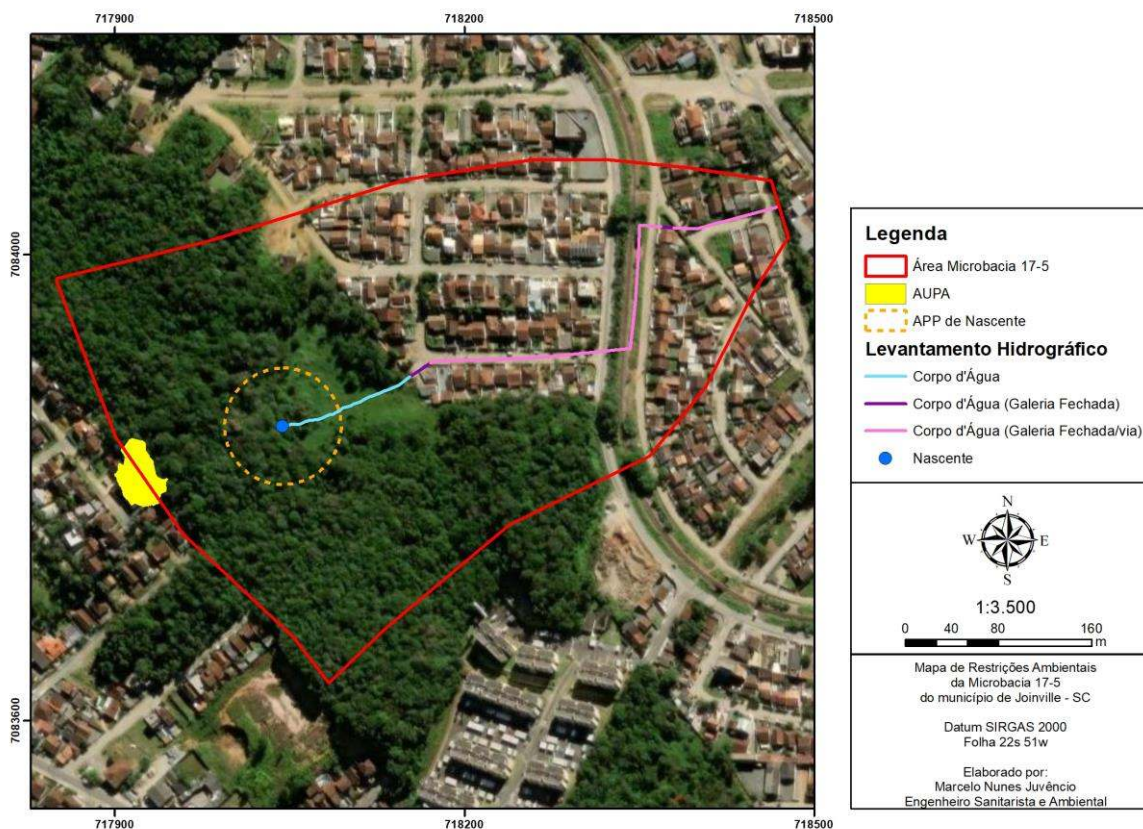 717900
718200
718500
7084000
7083600
717900
718200
718500
Legenda
Área Microbacia 17-5
AUPA
APP de Nascente
Levantamento Hidrográfico
Corpo d'Água
Corpo d'Água (Galeria Fechada)
Corpo d'Água (Galeria Fechada/via)
Nascente
N
W
E
S
1:3.500
0 40 80 160
m
Mapa de Restrições Ambientais
da Microbacia 17-5
do município de Joinville - SC
Datum SIRGAS 2000
Folha 22s 51w
Elaborado por:
Marcelo Nunes Juvêncio
Engenheiro Sanitarista e Ambiental